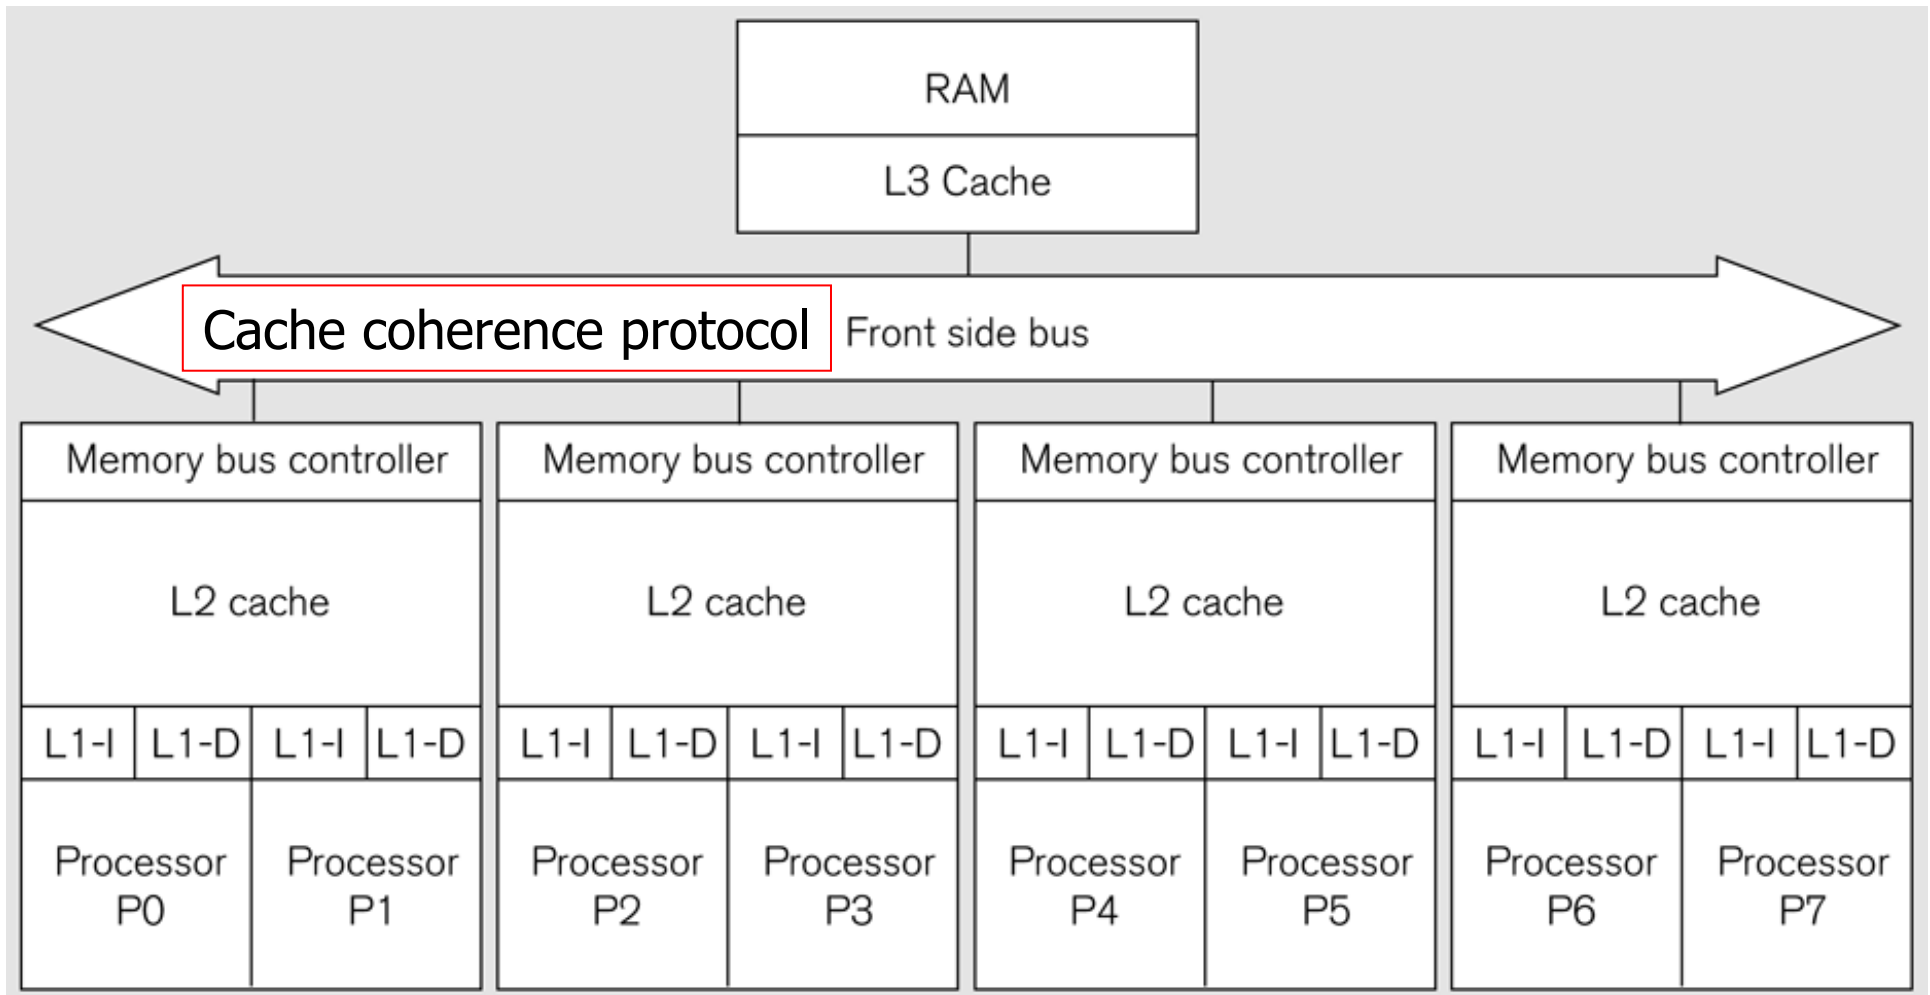 RAM
L3 Cache
Cache coherence protocol Front side bus
Memory bus controller Memory bus controller Memory bus controller Memory bus controller
L2 cache L2 cache L2 cache L2 cache
L1-I L1-D L1-I L1-D L1-I L1-D L1-I L1-D L1-I L1-D L1-I L1-D L1-I L1-D L1-I L1-D
Processor Processor Processor Processor Processor Processor Processor Processor
P0 P1 P2 P3 P4 P5 P6 P7